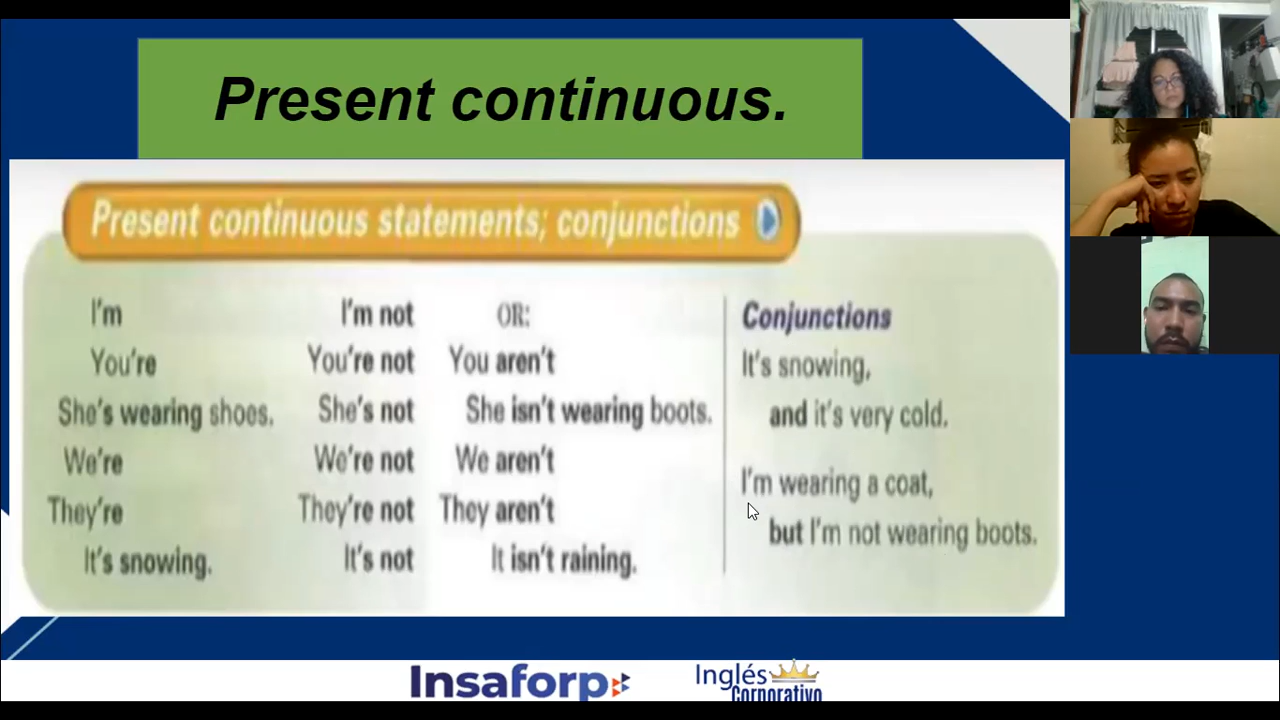 Present continuous.
Present continuous statements; conjunctions
I'm I'm not OR:
You're You're not You aren't
She's wearing shoes. She's not She isn't wearing boots.
We're We're not We aren't
They're They're not They aren't
It's snowing. It's not It isn't raining.
Conjunctions
It's snowing,
and it's very cold.
I'm wearing a coat,
but I'm not wearing boots.
Insaforp
Inglés
Corporativo